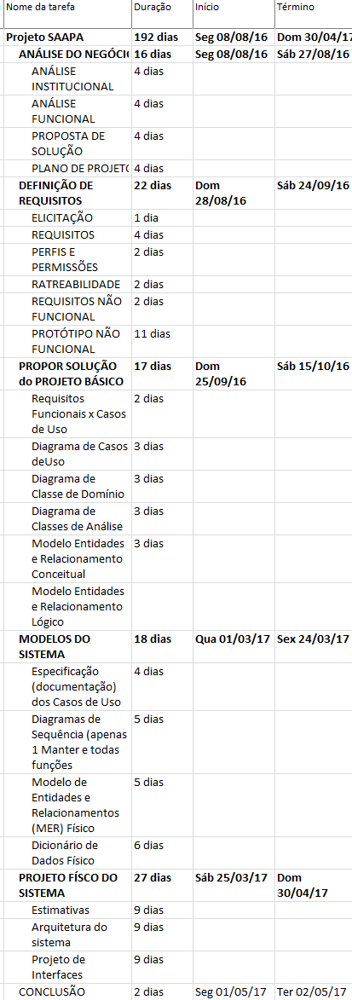 Nome da tarefa Duração Início Término
Projeto SAAPA 192 dias Seg 08/08/16 Dom 30/04/17
ANÁLISE DO NEGÓCIO 16 dias Seg 08/08/16 Sáb 27/08/16
ANÁLISE 4 dias
INSTITUCIONAL
ANÁLISE 4 dias
FUNCIONAL
PROPOSTA DE 4 dias
SOLUÇÃO
PLANO DE PROJETO 4 dias
DEFINIÇÃO DE 22 dias Dom Sáb 24/09/16
REQUISITOS 28/08/16
ELICITAÇÃO 1 dia
REQUISITOS 4 dias
PERFIS E 2 dias
PERMISSÕES
RATREABILIDADE 2 dias
REQUISITOS NÃO 2 dias
FUNCIONAL
PROTÓTIPO NÃO 11 dias
FUNCIONAL
PROPOR SOLUÇÃO 17 dias Dom Sáb 15/10/16
do PROJETO BÁSICO 25/09/16
Requisitos 2 dias
Funcionais x Casos
de Uso
Diagrama de Casos 3 dias
deUso
Diagrama de 3 dias
Classe de Domínio
Diagrama de 3 dias
Classes de Análise
Modelo Entidades 3 dias
e Relacionamento
Conceitual
Modelo Entidades
e Relacionamento
Lógico
MODELOS DO 18 dias Qua 01/03/17 Sex 24/03/17
SISTEMA
Especificação 4 dias
(documentação)
dos Casos de Uso
Diagramas de 5 dias
Sequência (apenas
1 Manter e todas
funções
Modelo de 5 dias
Entidades e
Relacionamentos
(MER) Físico
Dicionário de 6 dias
Dados Físico
PROJETO FÍSCO DO 27 dias Sáb 25/03/17 Dom
SISTEMA 30/04/17
Estimativas 9 dias
Arquitetura do 9 dias
sistema
Projeto de 9 dias
Interfaces
CONCLUSÃO 2 dias Seg 01/05/17 Ter 02/05/17